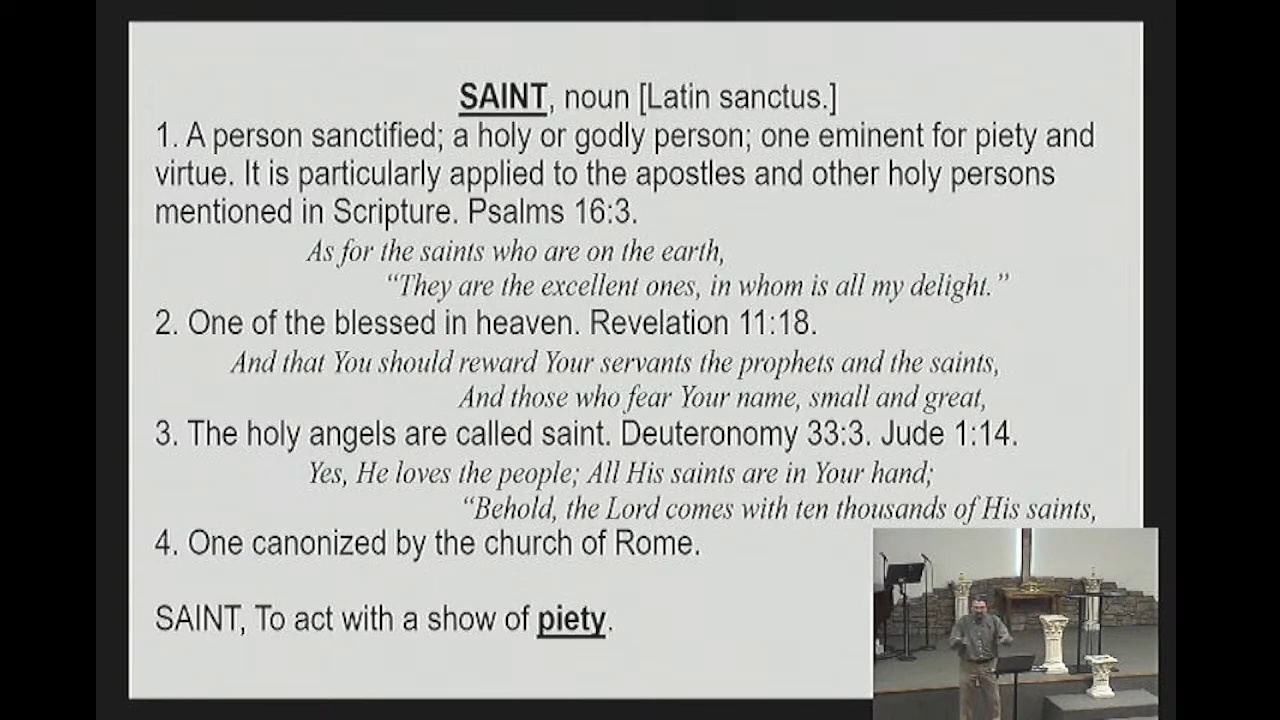 SAINT, noun [Latin sanctus.]
1. A person sanctified; a holy or godly person; one eminent for piety and
virtue. It is particularly applied to the apostles and other holy persons
mentioned in Scripture. Psalms 16:3.
As for the saints who are on the earth,
“They are the excellent ones, in whom is all my delight.”
2. One of the blessed in heaven. Revelation 11:18.
And that You should reward Your servants the prophets and the saints,
And those who fear Your name, small and great,
3. The holy angels are called saint. Deuteronomy 33:3. Jude 1:14.
Yes, He loves the people; All His saints are in Your hand;
“Behold, the Lord comes with ten thousands of His saints,
4. One canonized by the church of Rome.
SAINT, To act with a show of piety.